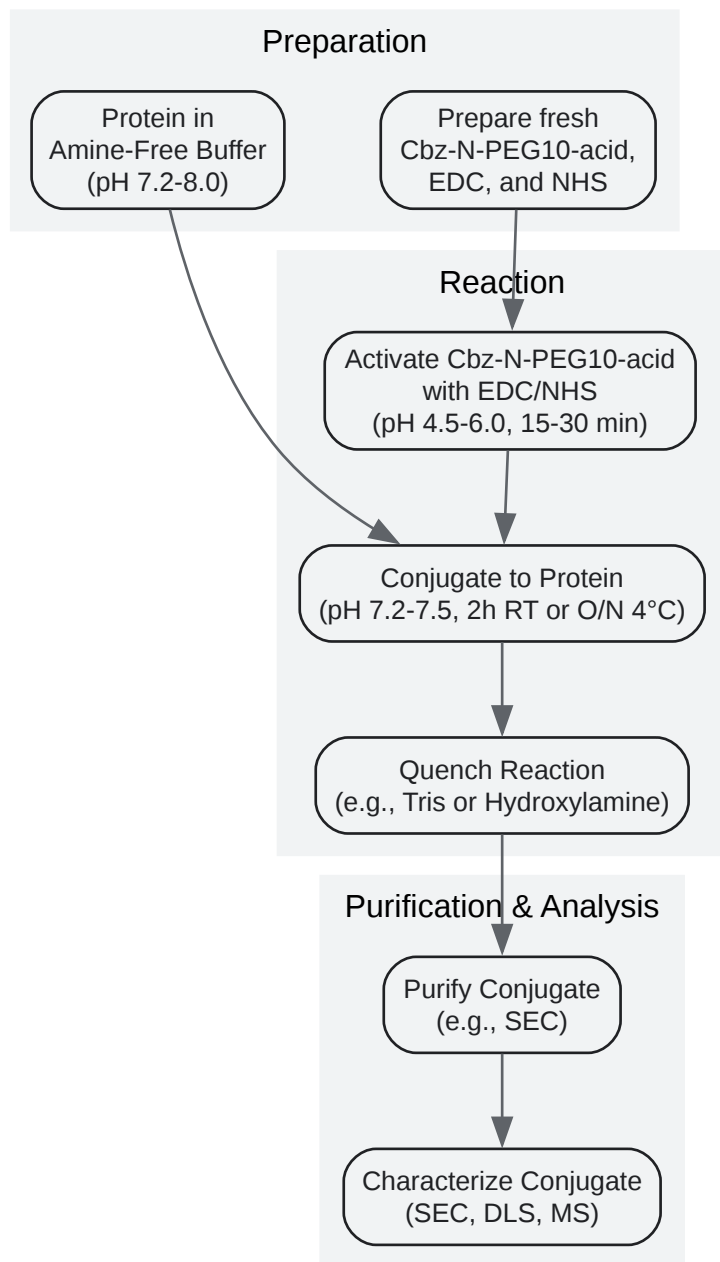 Preparation
Protein in
Amine-Free Buffer
(pH 7.2-8.0)
Prepare fresh
Cbz-N-PEG10-acid,
EDC, and NHS
Reaction
Activate Cbz-N-PEG10-acid
with EDC/NHS
(pH 4.5-6.0, 15-30 min)
Conjugate to Protein
(pH 7.2-7.5, 2h RT or O/N 4°C)
Quench Reaction
(e.g., Tris or Hydroxylamine)
Purification & Analysis
Purify Conjugate
(e.g., SEC)
Characterize Conjugate
(SEC, DLS, MS)